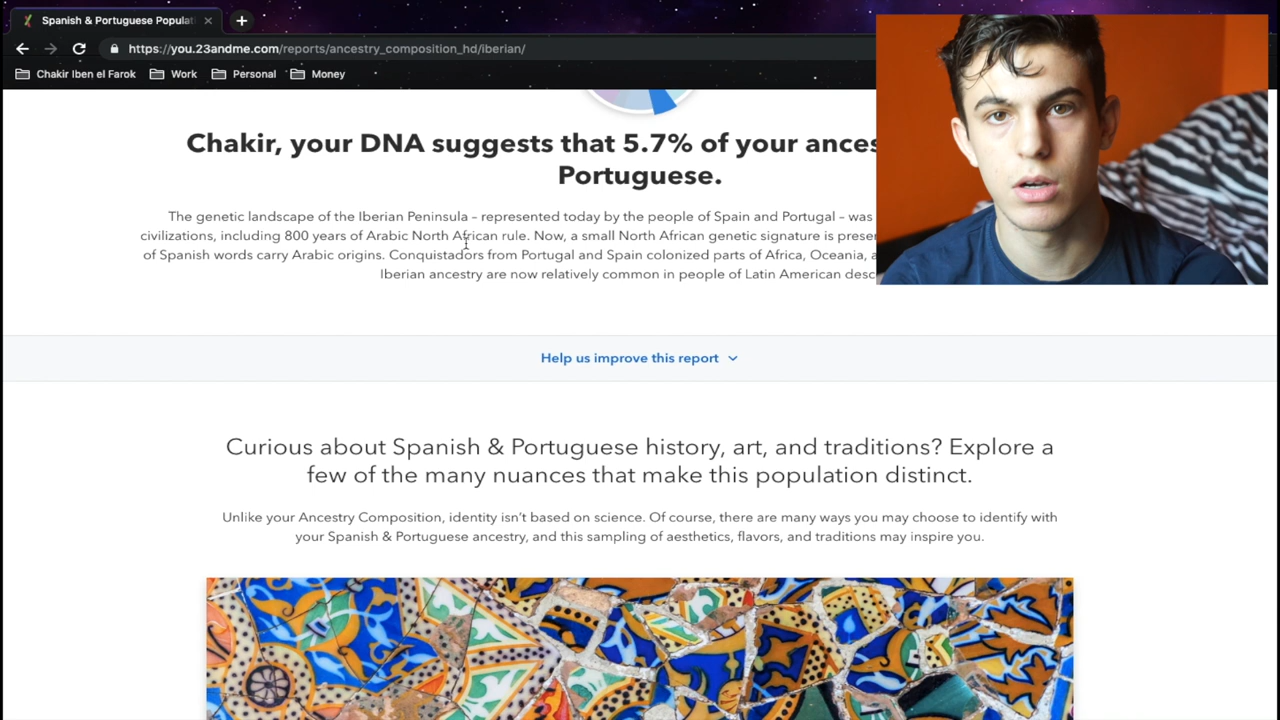 Spanish & Portuguese Populat
https://you.23andme.com/reports/ancestry_composition_hd/iberian/
Chakir Iben el Farok Work Personal Money
Chakir, your DNA suggests that 5.7% of your ances
Portuguese.
The genetic landscape of the Iberian Peninsula – represented today by the people of Spain and Portugal – was
civilizations, including 800 years of Arabic North African rule. Now, a small North African genetic signature is presen
of Spanish words carry Arabic origins. Conquistadors from Portugal and Spain colonized parts of Africa, Oceania, a
Iberian ancestry are now relatively common in people of Latin American desc
Help us improve this report
Curious about Spanish & Portuguese history, art, and traditions? Explore a
few of the many nuances that make this population distinct.
Unlike your Ancestry Composition, identity isn’t based on science. Of course, there are many ways you may choose to identify with
your Spanish & Portuguese ancestry, and this sampling of aesthetics, flavors, and traditions may inspire you.